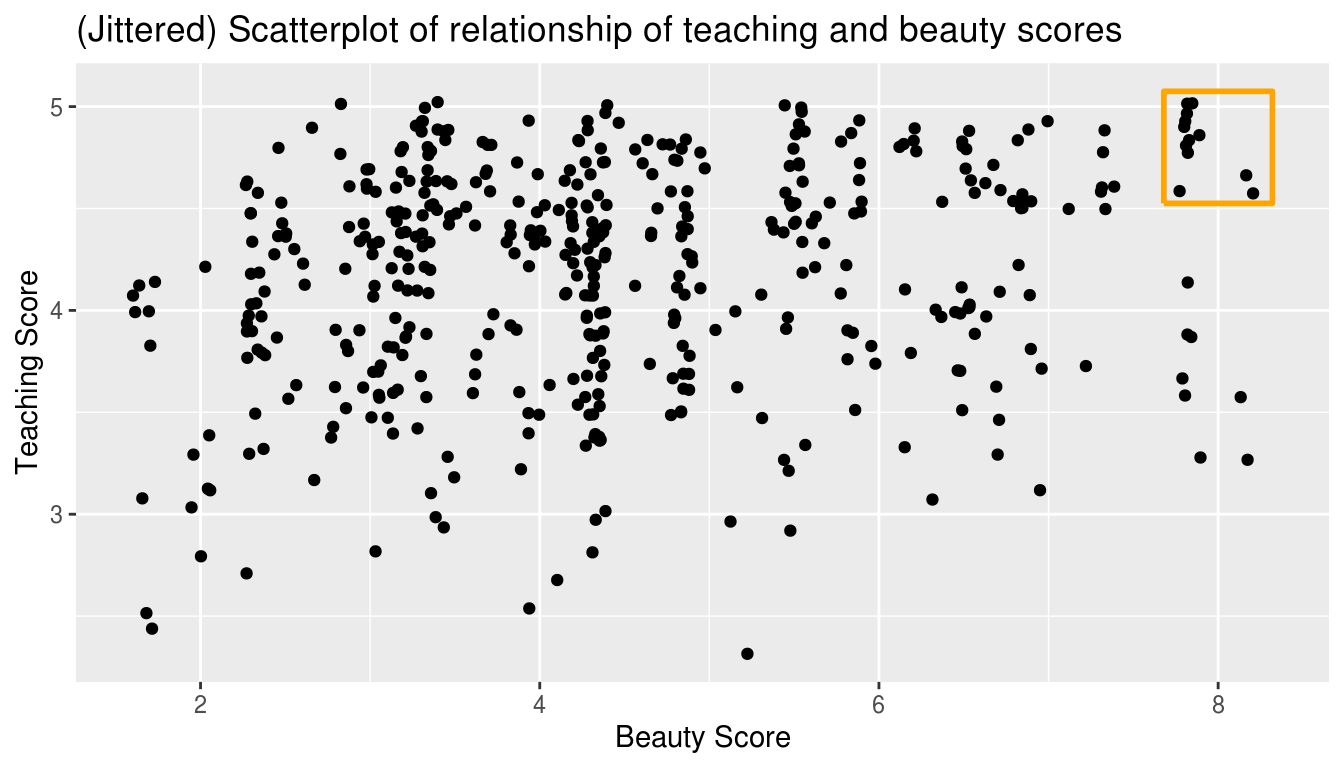 (Jittered) Scatterplot of relationship of teaching and beauty scores
5
4
3
Teaching Score
2 4 6 8
Beauty Score